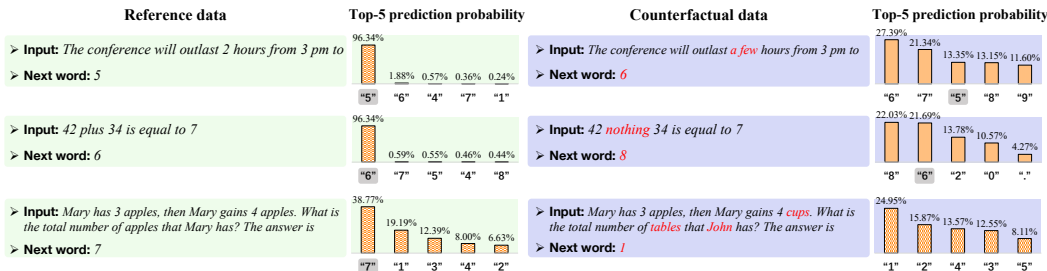 Reference data
Top-5 prediction probability
Counterfactual data
Top-5 prediction probability
➢ Input: The conference will outlast 2 hours from 3 pm to
➢ Next word: 5
96.34%
1.88% 0.57% 0.36% 0.24%
"5" "6" "4" "7" "1"
➢ Input: The conference will outlast a few hours from 3 pm to
➢ Next word: 6
27.39%
21.34%
13.35% 13.15% 11.60%
"6" "7" "5" "8" "9"
➢ Input: 42 plus 34 is equal to 7
➢ Next word: 6
96.34%
0.59% 0.55% 0.46% 0.44%
"6" "7" "5" "4" "8"
➢ Input: 42 nothing 34 is equal to 7
➢ Next word: 8
22.03% 21.69%
13.78%
10.57%
4.27%
"8" "6" "2" "0" "."
➢ Input: Mary has 3 apples, then Mary gains 4 apples. What is
the total number of apples that Mary has? The answer is
➢ Next word: 7
38.77%
19.19%
12.39%
8.00% 6.63%
"7" "1" "3" "4" "2"
➢ Input: Mary has 3 apples, then Mary gains 4 cups. What is
the total number of tables that John has? The answer is
➢ Next word: 1
24.95%
15.87%
13.57% 12.55%
8.11%
"1" "2" "4" "3" "5"